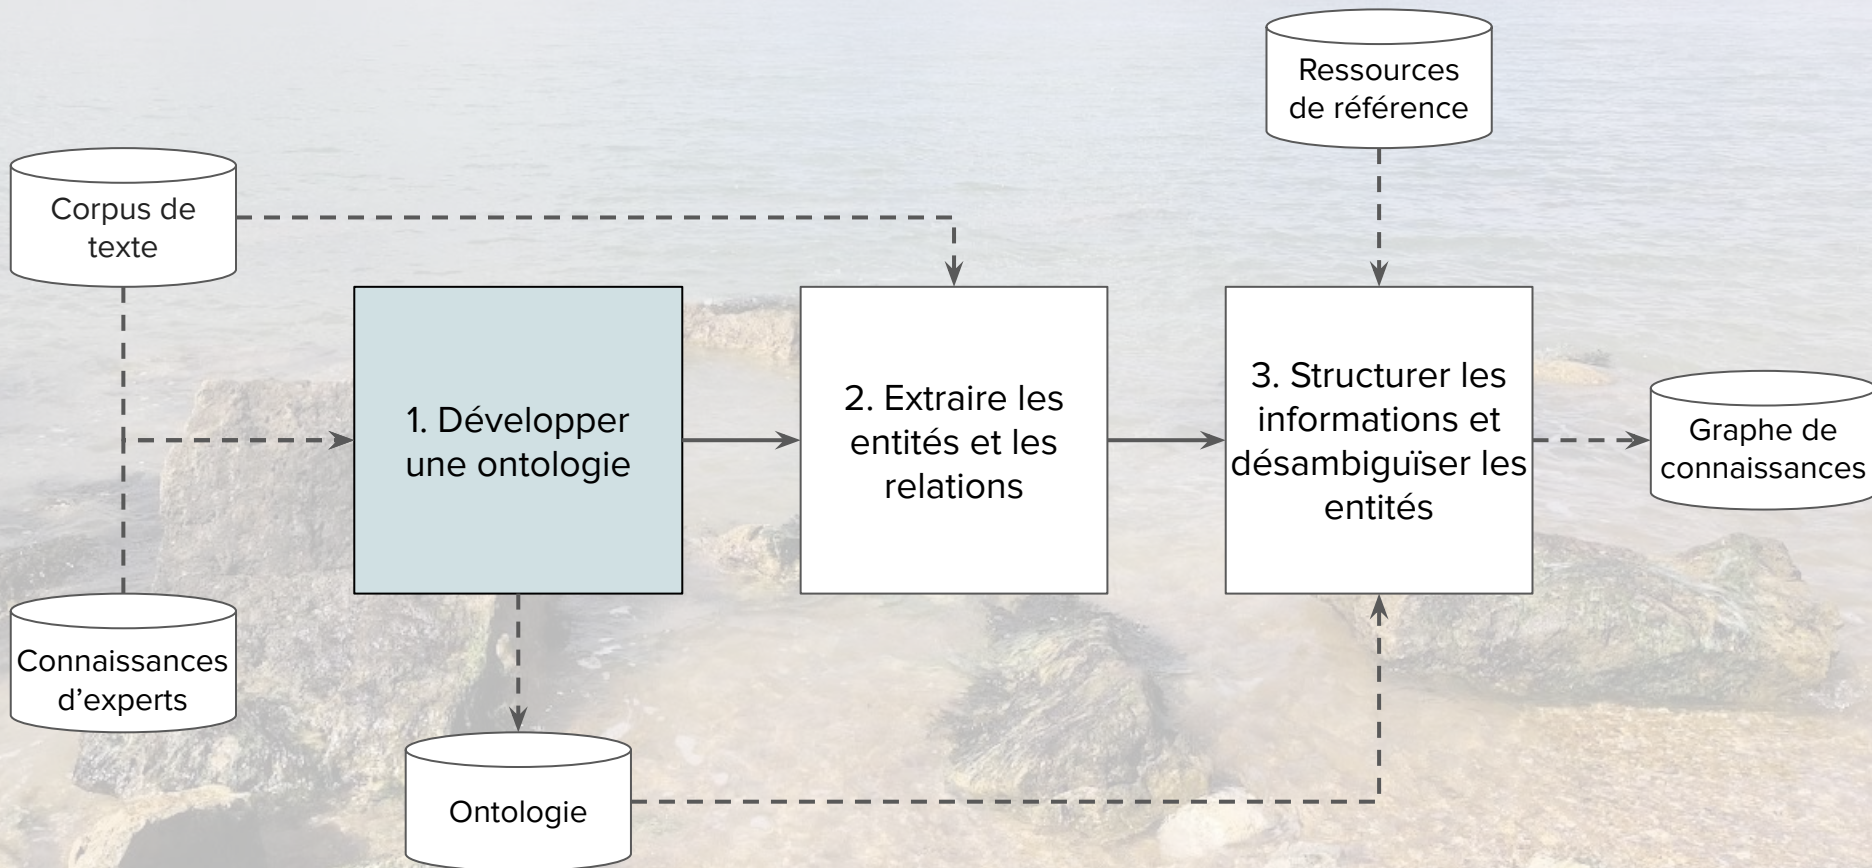 Ressources
de référence
Corpus de
texte
1. Développer
une ontologie
2. Extraire les
entités et les
relations
3. Structurer les
informations et
désambiguïser les
entités
Graphe de
connaissances
Connaissances
d'experts
Ontologie